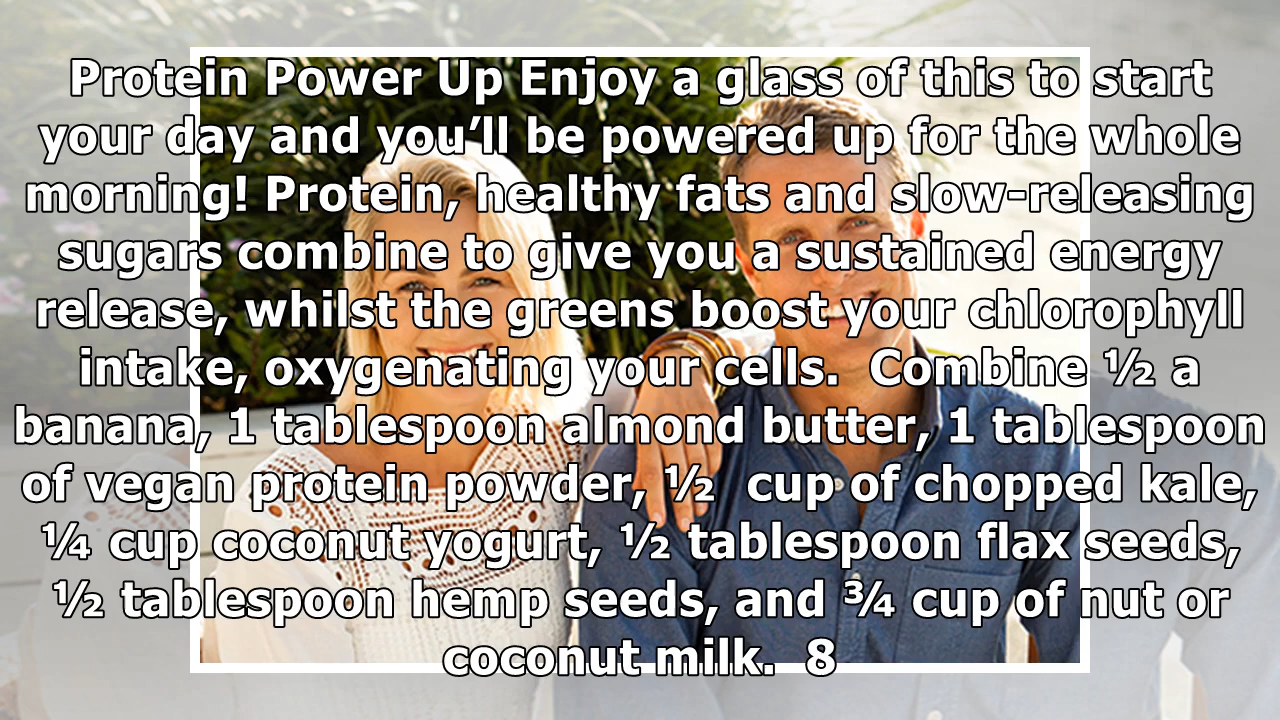 Protein Power Up Enjoy a glass of this to start
your day and you’ll be powered up for the whole
morning! Protein, healthy fats and slow-releasing
sugars combine to give you a sustained energy
release, whilst the greens boost your chlorophyll
intake, oxygenating your cells.  Combine ½ a
banana, 1 tablespoon almond butter, 1 tablespoon
of vegan protein powder, ½  cup of chopped kale,
¼ cup coconut yogurt, ½ tablespoon flax seeds,
½ tablespoon hemp seeds, and ¾ cup of nut or
coconut milk.  8